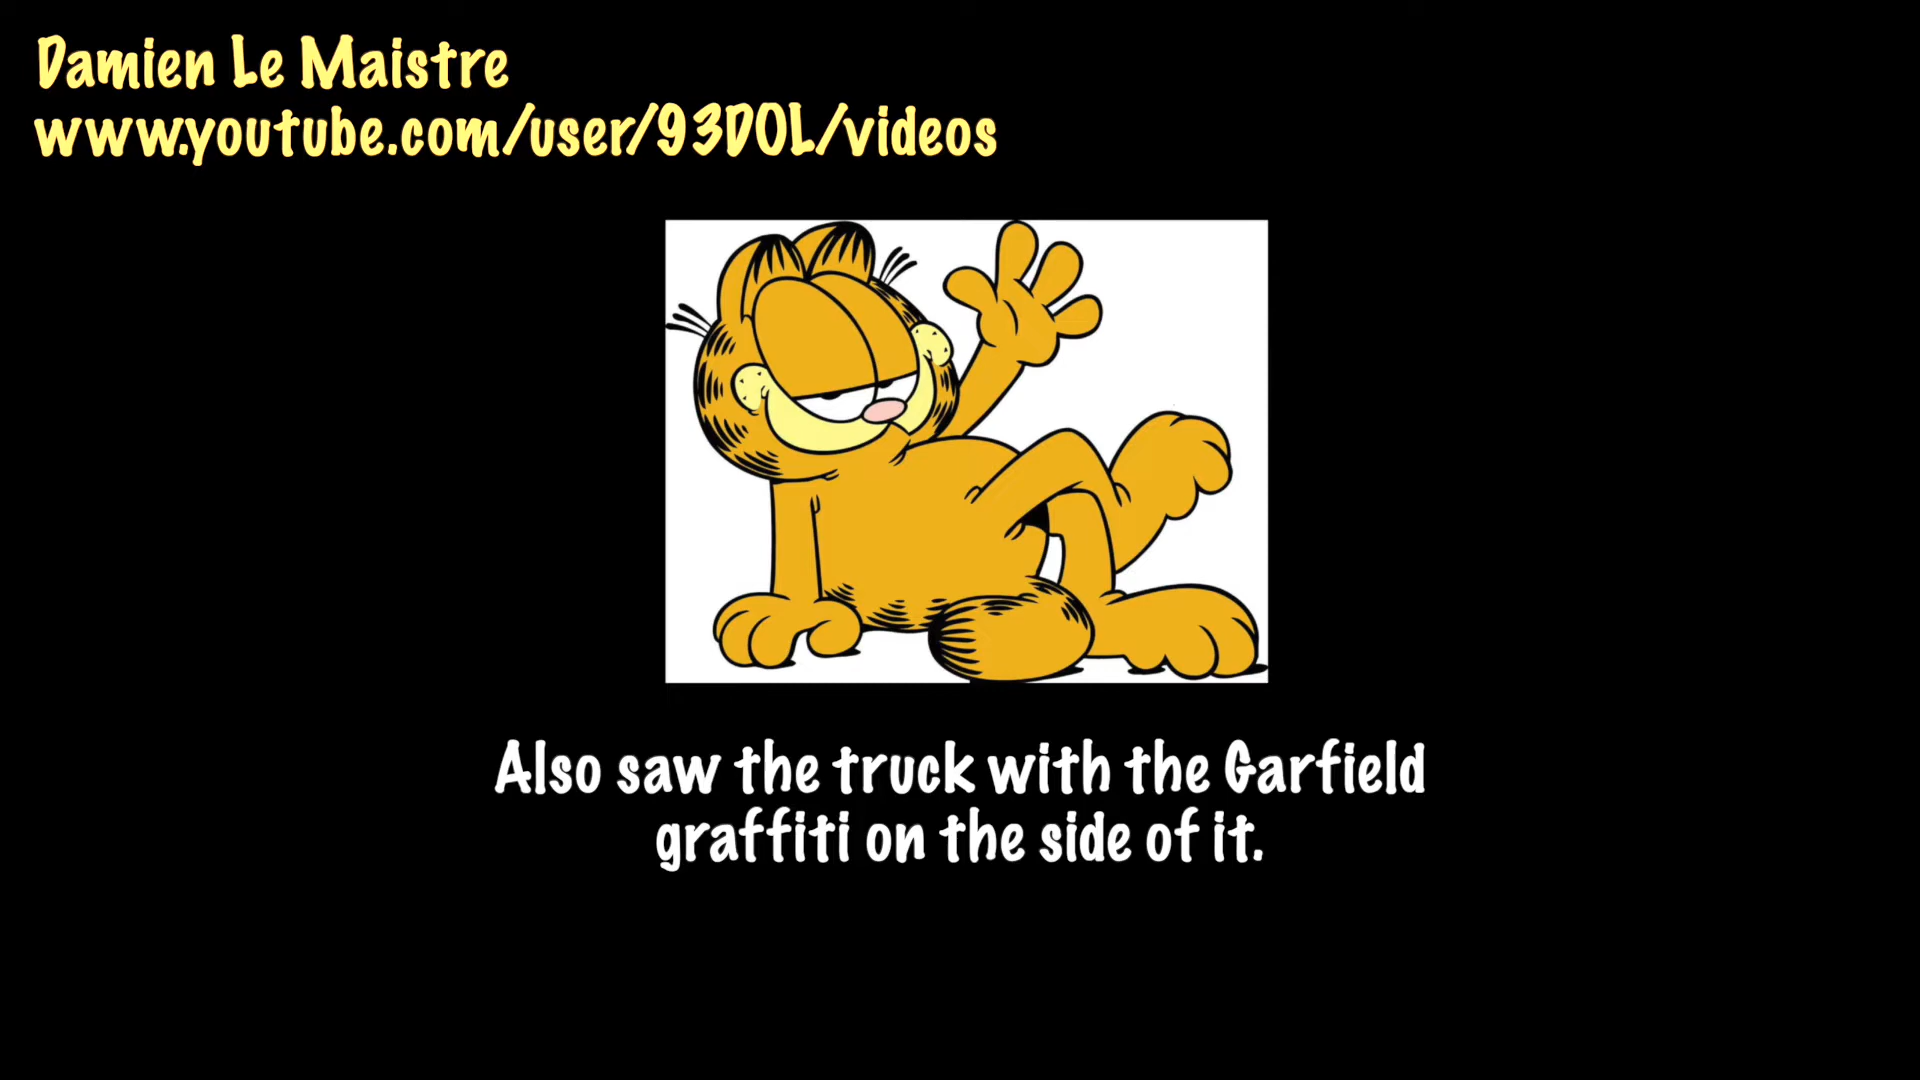 Damien Le Maistre
www.youtube.com/user/93DOL/videos
Also saw the truck with the Garfield
graffiti on the side of it.